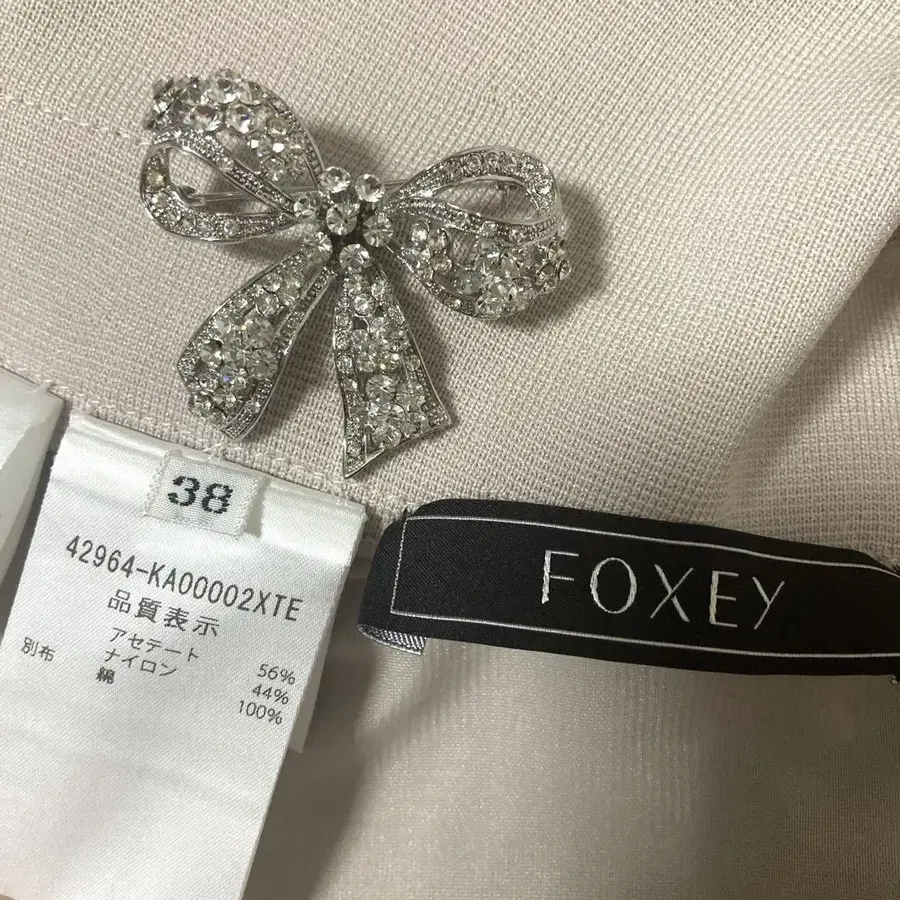 38
42964-KA00002XTE
品質表示
アセテート 56%
ナイロン 44%
別布 綿 100%
FOXEY